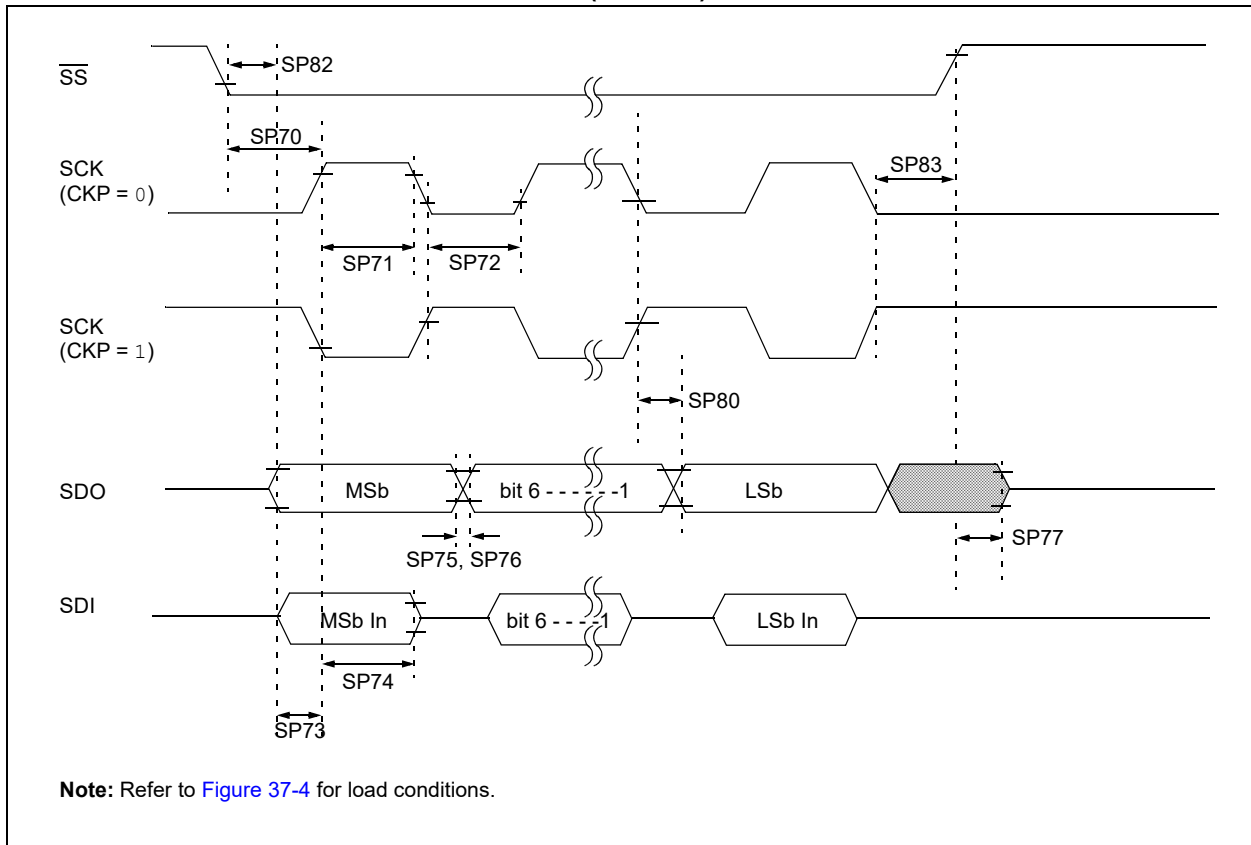 SS
SP82
SP70
SCK
(CKP = 0)
SP83
SP71
SP72
SCK
(CKP = 1)
SP80
SDO
MSb
bit 6 - - - - - -1
LSb
SP75, SP76
SP77
SDI
MSb In
bit 6 - - - -1
LSb In
SP74
SP73
Note: Refer to Figure 37-4 for load conditions.